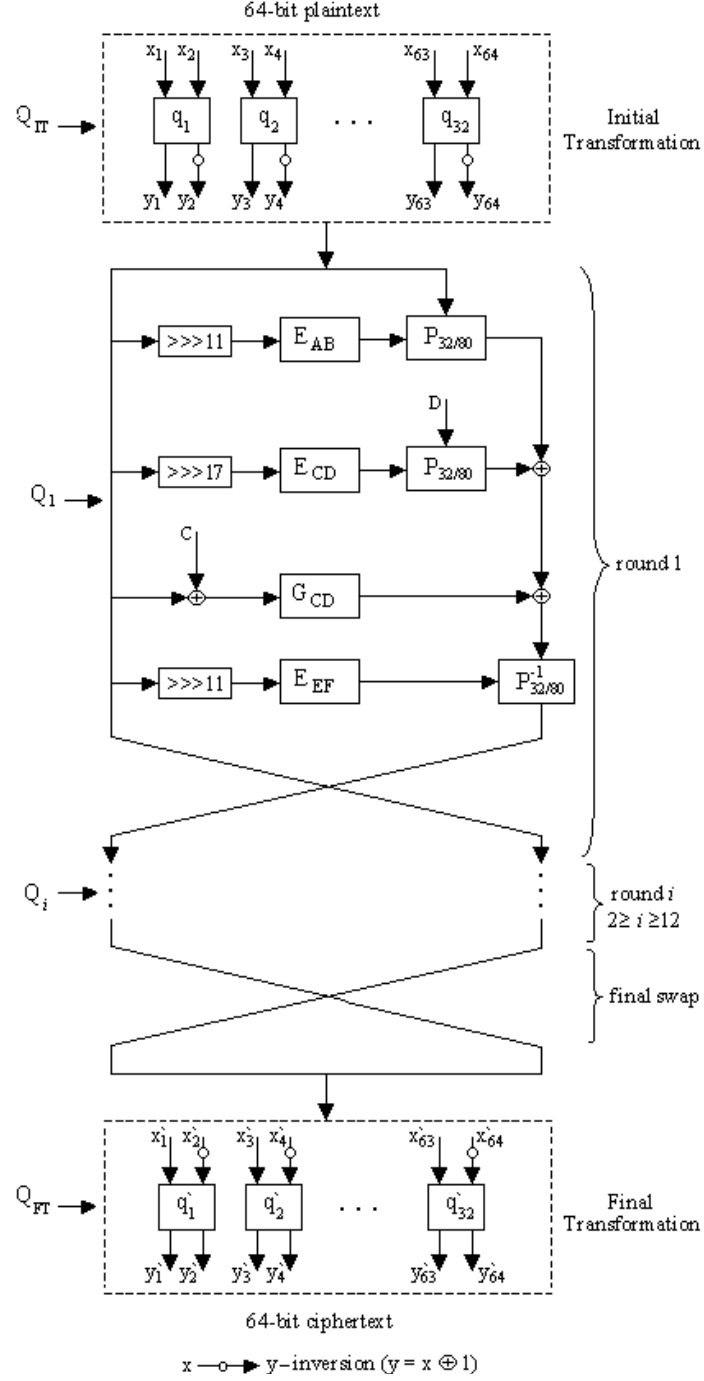 64-bit plaintext
x1 x2 x3 x4 x63 x64
QIT q1 q2 . . . q32 Initial Transformation
y1 y2 y3 y4 y63 y64
>>>11 EAB P32/80
D
>>>17 ECD P32/80
Q1
C
GCD
round 1
>>>11 EEF P-1 32/80
Qi
round i
2≥ i ≥12
final swap
x`1 x`2 x`3 x`4 x`63 x`64
QFT q`1 q`2 . . . q`32 Final Transformation
y`1 y`2 y`3 y`4 y`63 y`64
64-bit ciphertext
x y-inversion (y = x ⊕ 1)